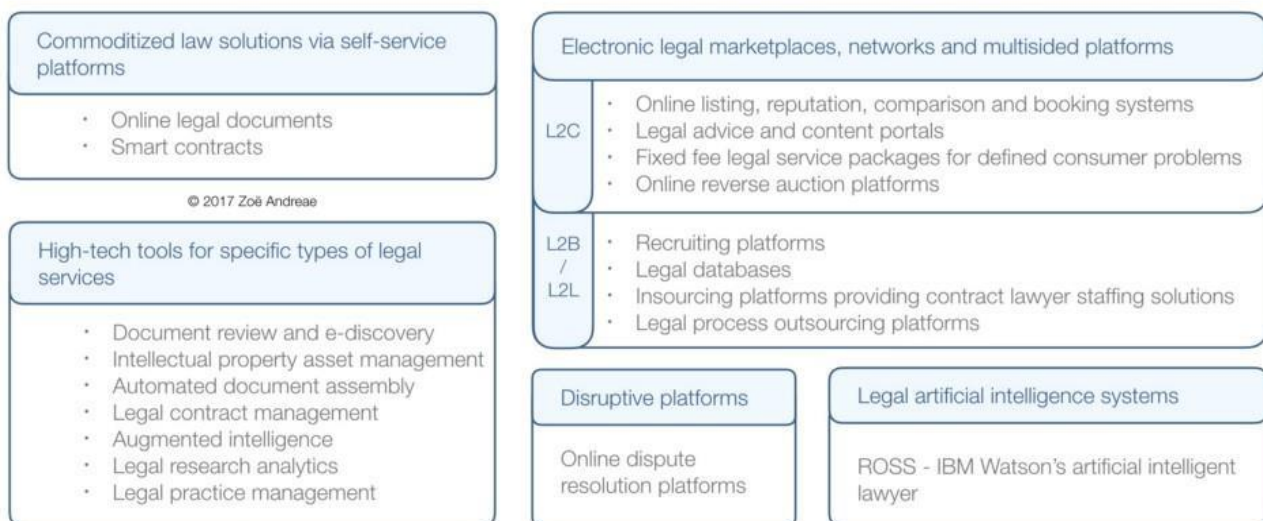 Commoditized law solutions via self-service
platforms
· Online legal documents
· Smart contracts
© 2017 Zoë Andreae
High-tech tools for specific types of legal
services
· Document review and e-discovery
· Intellectual property asset management
· Automated document assembly
· Legal contract management
· Augmented intelligence
· Legal research analytics
· Legal practice management
Electronic legal marketplaces, networks and multisided platforms
L2C
· Online listing, reputation, comparison and booking systems
· Legal advice and content portals
· Fixed fee legal service packages for defined consumer problems
· Online reverse auction platforms
L2B
/
L2L
· Recruiting platforms
· Legal databases
· Insourcing platforms providing contract lawyer staffing solutions
· Legal process outsourcing platforms
Disruptive platforms
Online dispute
resolution platforms
Legal artificial intelligence systems
ROSS - IBM Watson's artificial intelligent
lawyer